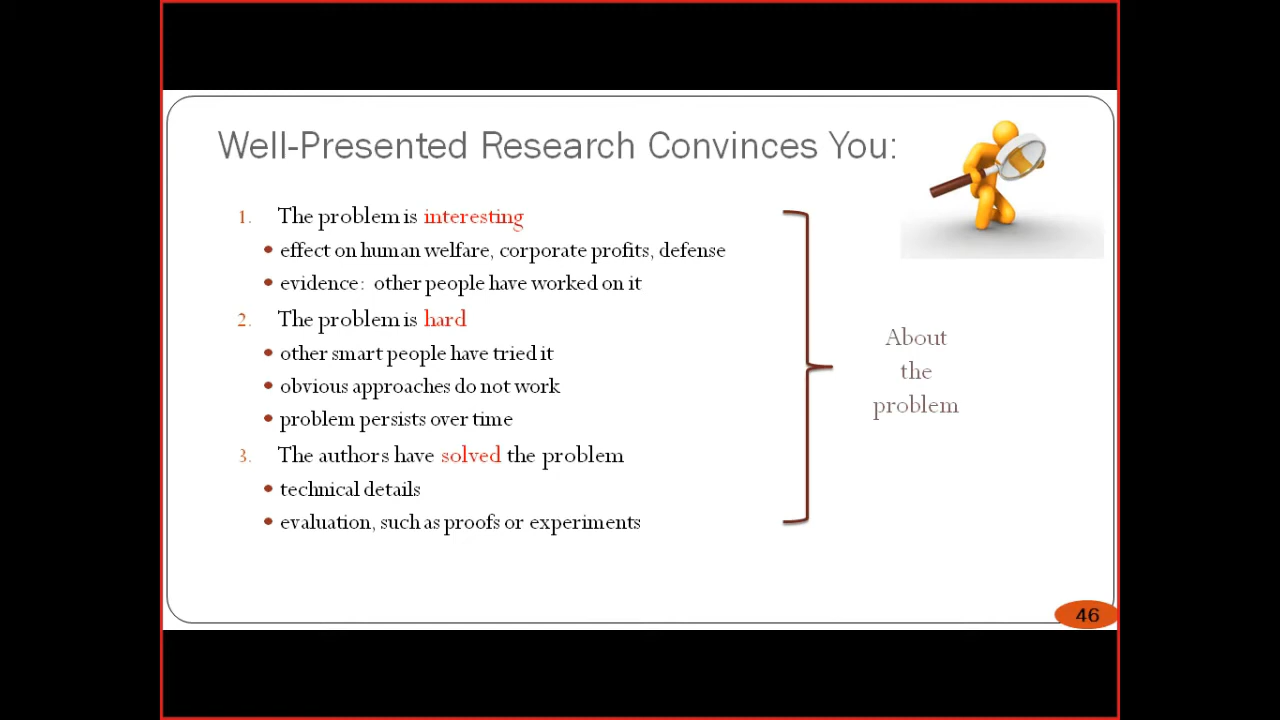 Well-Presented Research Convinces You:
1. The problem is interesting
• effect on human welfare, corporate profits, defense
• evidence: other people have worked on it
2. The problem is hard
• other smart people have tried it
• obvious approaches do not work
• problem persists over time
3. The authors have solved the problem
• technical details
• evaluation, such as proofs or experiments
About
the
problem
46